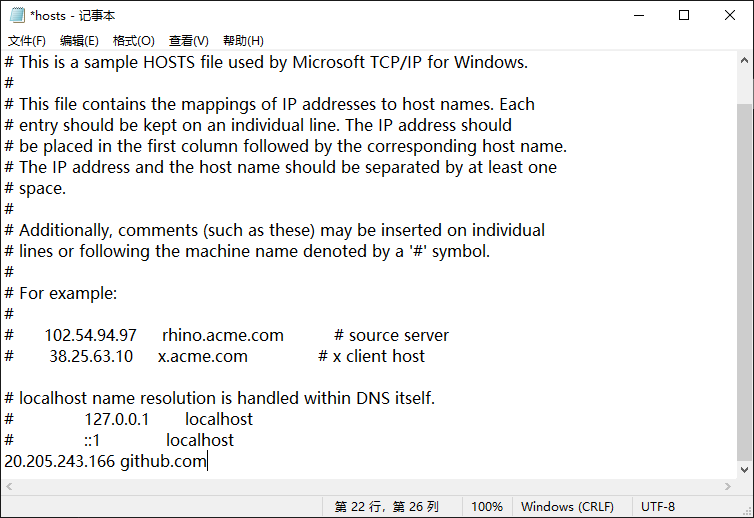 *hosts - 记事本
文件(F) 编辑(E) 格式(O) 查看(V) 帮助(H)
# This is a sample HOSTS file used by Microsoft TCP/IP for Windows.
#
# This file contains the mappings of IP addresses to host names. Each
# entry should be kept on an individual line. The IP address should
# be placed in the first column followed by the corresponding host name.
# The IP address and the host name should be separated by at least one
# space.
#
# Additionally, comments (such as these) may be inserted on individual
# lines or following the machine name denoted by a '#' symbol.
#
# For example:
#
# 102.54.94.97 rhino.acme.com # source server
# 38.25.63.10 x.acme.com # x client host
# localhost name resolution is handled within DNS itself.
# 127.0.0.1 localhost
# ::1 localhost
20.205.243.166 github.com
第 22 行，第 26 列 100% Windows (CRLF) UTF-8